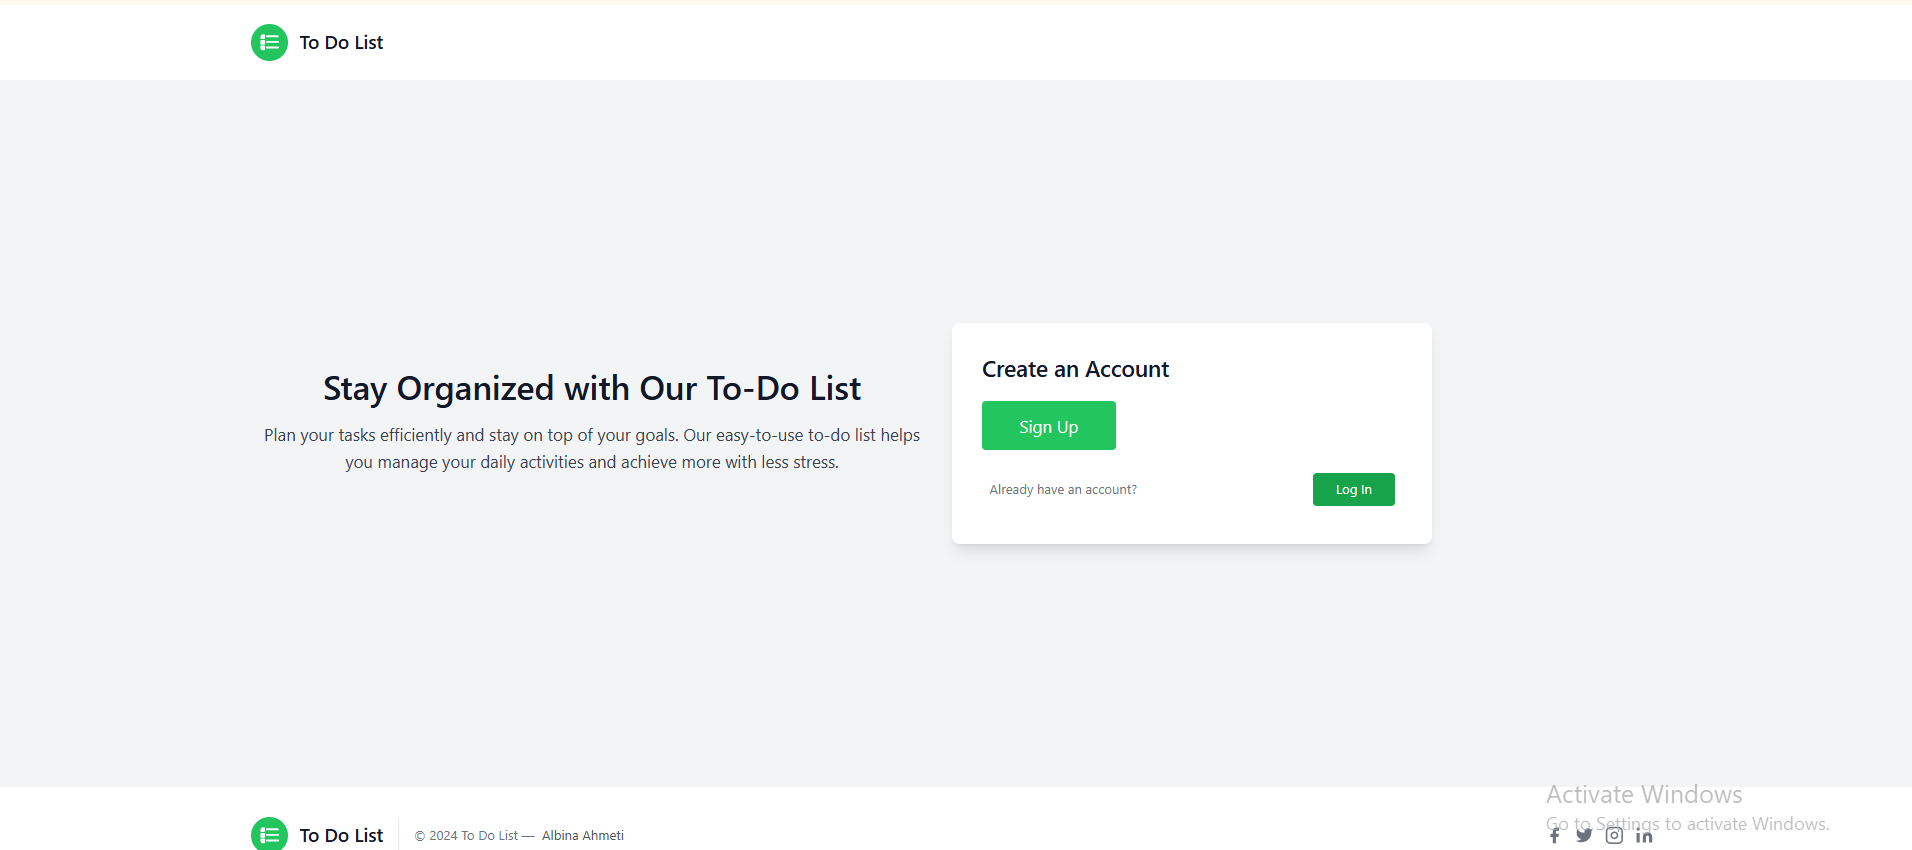 To Do List
Stay Organized with Our To-Do List
Plan your tasks efficiently and stay on top of your goals. Our easy-to-use to-do list helps
you manage your daily activities and achieve more with less stress.
Create an Account
Sign Up
Already have an account?
Log In
To Do List
© 2024 To Do List — Albina Ahmeti
Activate Windows
Go to Settings to activate Windows.